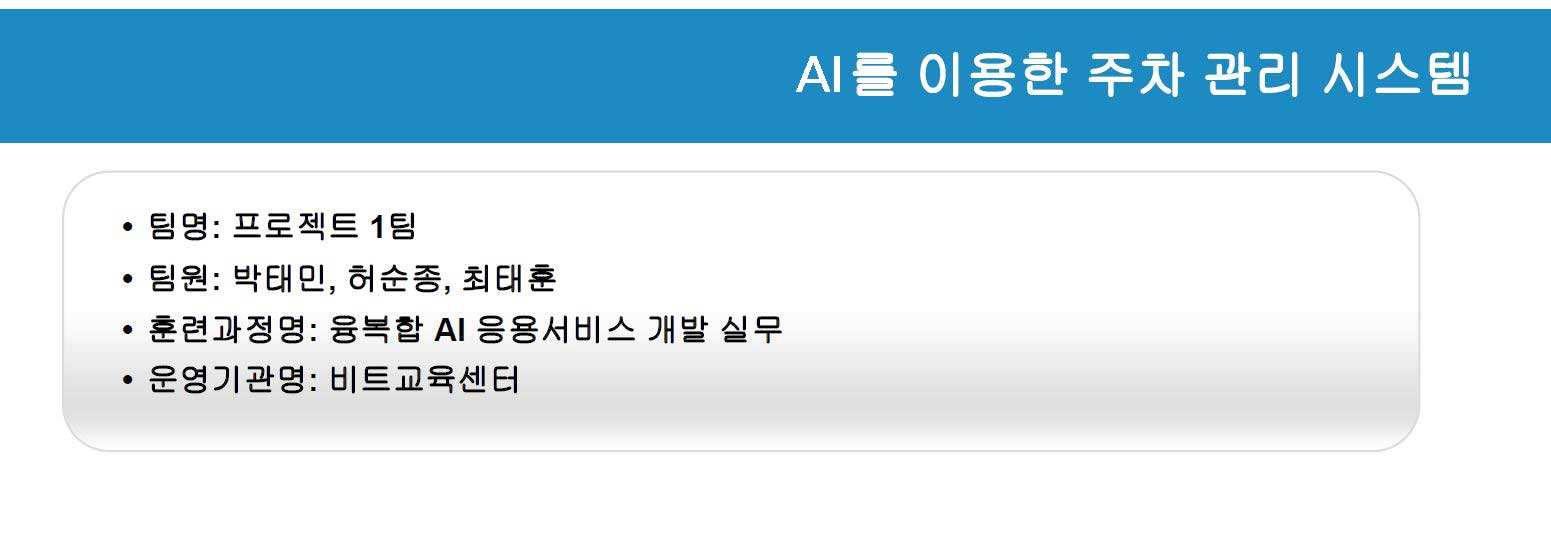 AI를 이용한 주차 관리 시스템
• 팀명: 프로젝트 1팀
• 팀원: 박태민, 허순종, 최태훈
• 훈련과정명: 융복합 AI 응용서비스 개발 실무
• 운영기관명: 비트교육센터